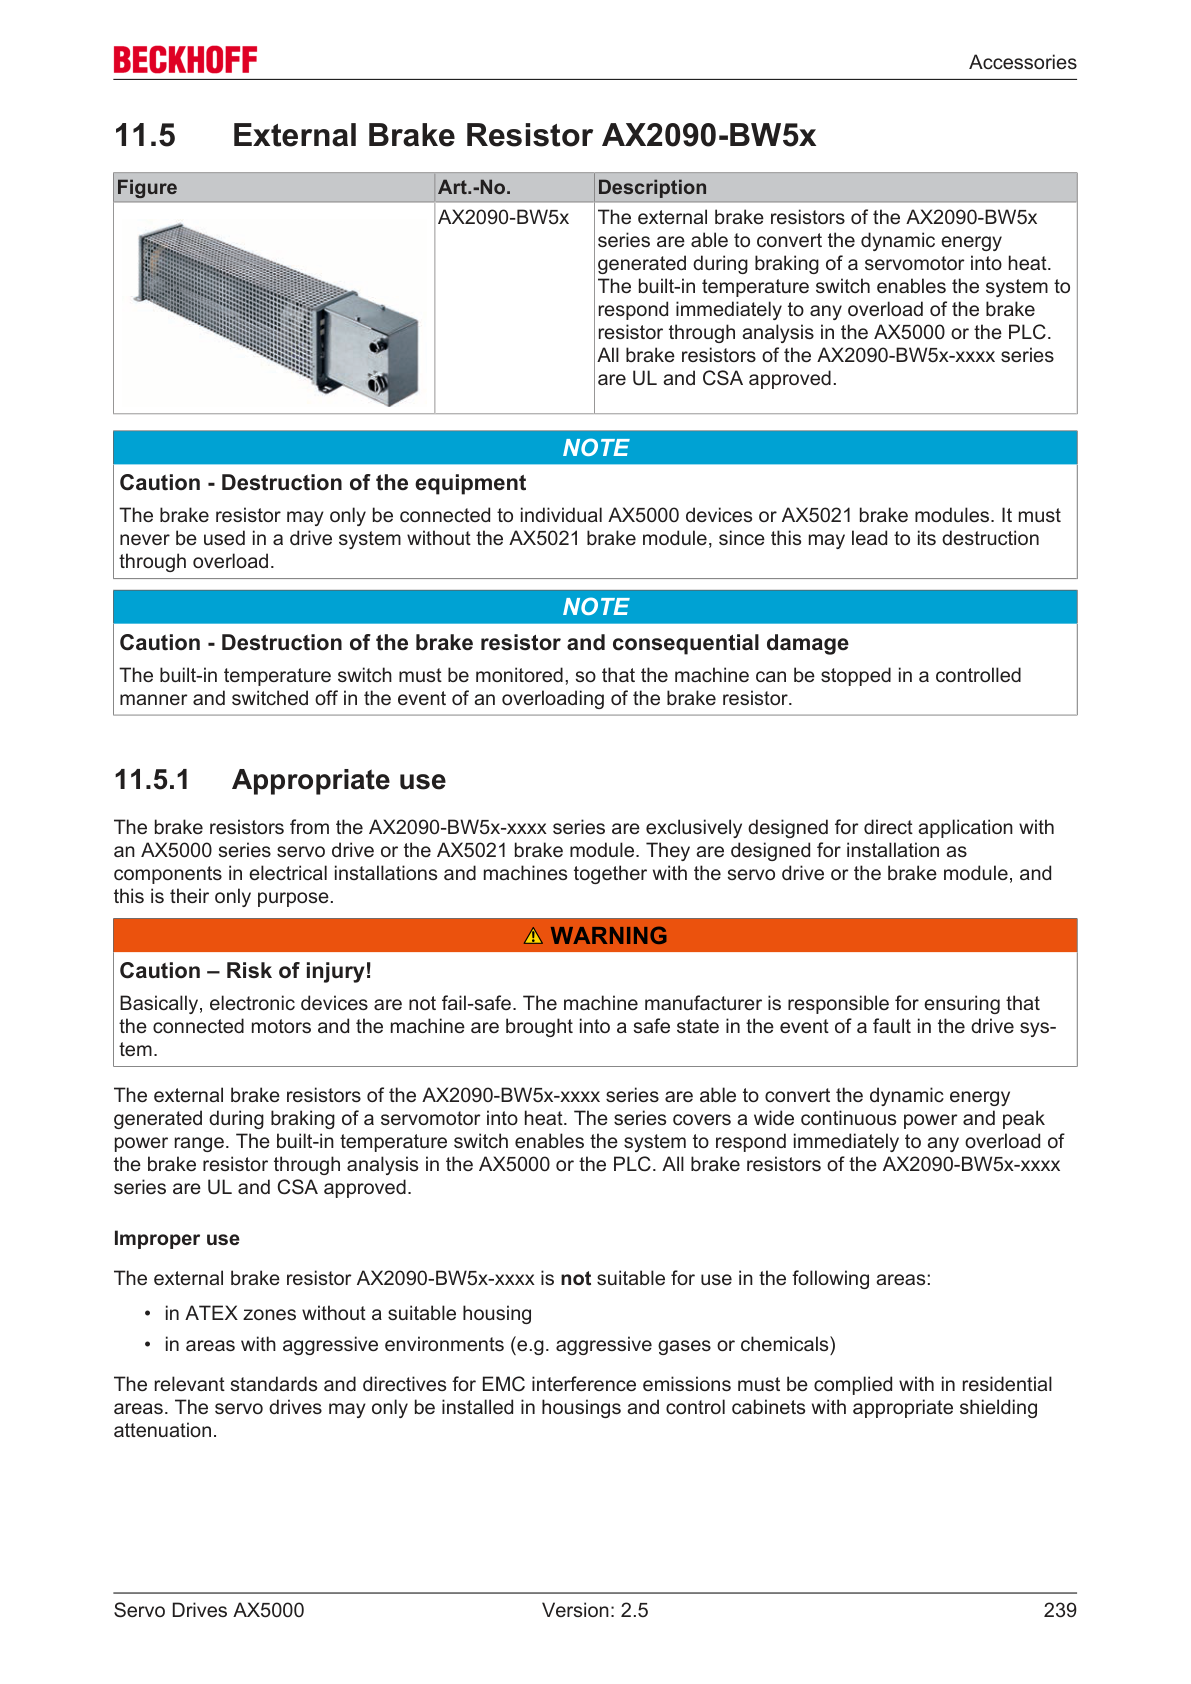 BECKHOFF
Accessories
11.5 External Brake Resistor AX2090-BW5x
Figure Art.-No. Description
AX2090-BW5x The external brake resistors of the AX2090-BW5x
series are able to convert the dynamic energy
generated during braking of a servomotor into heat.
The built-in temperature switch enables the system to
respond immediately to any overload of the brake
resistor through analysis in the AX5000 or the PLC.
All brake resistors of the AX2090-BW5x-xxxx series
are UL and CSA approved.
NOTE
Caution - Destruction of the equipment
The brake resistor may only be connected to individual AX5000 devices or AX5021 brake modules. It must
never be used in a drive system without the AX5021 brake module, since this may lead to its destruction
through overload.
NOTE
Caution - Destruction of the brake resistor and consequential damage
The built-in temperature switch must be monitored, so that the machine can be stopped in a controlled
manner and switched off in the event of an overloading of the brake resistor.
11.5.1 Appropriate use
The brake resistors from the AX2090-BW5x-xxxx series are exclusively designed for direct application with
an AX5000 series servo drive or the AX5021 brake module. They are designed for installation as
components in electrical installations and machines together with the servo drive or the brake module, and
this is their only purpose.
⚠ WARNING
Caution – Risk of injury!
Basically, electronic devices are not fail-safe. The machine manufacturer is responsible for ensuring that
the connected motors and the machine are brought into a safe state in the event of a fault in the drive sys-
tem.
The external brake resistors of the AX2090-BW5x-xxxx series are able to convert the dynamic energy
generated during braking of a servomotor into heat. The series covers a wide continuous power and peak
power range. The built-in temperature switch enables the system to respond immediately to any overload of
the brake resistor through analysis in the AX5000 or the PLC. All brake resistors of the AX2090-BW5x-xxxx
series are UL and CSA approved.
Improper use
The external brake resistor AX2090-BW5x-xxxx is not suitable for use in the following areas:
• in ATEX zones without a suitable housing
• in areas with aggressive environments (e.g. aggressive gases or chemicals)
The relevant standards and directives for EMC interference emissions must be complied with in residential
areas. The servo drives may only be installed in housings and control cabinets with appropriate shielding
attenuation.
Servo Drives AX5000 Version: 2.5 239